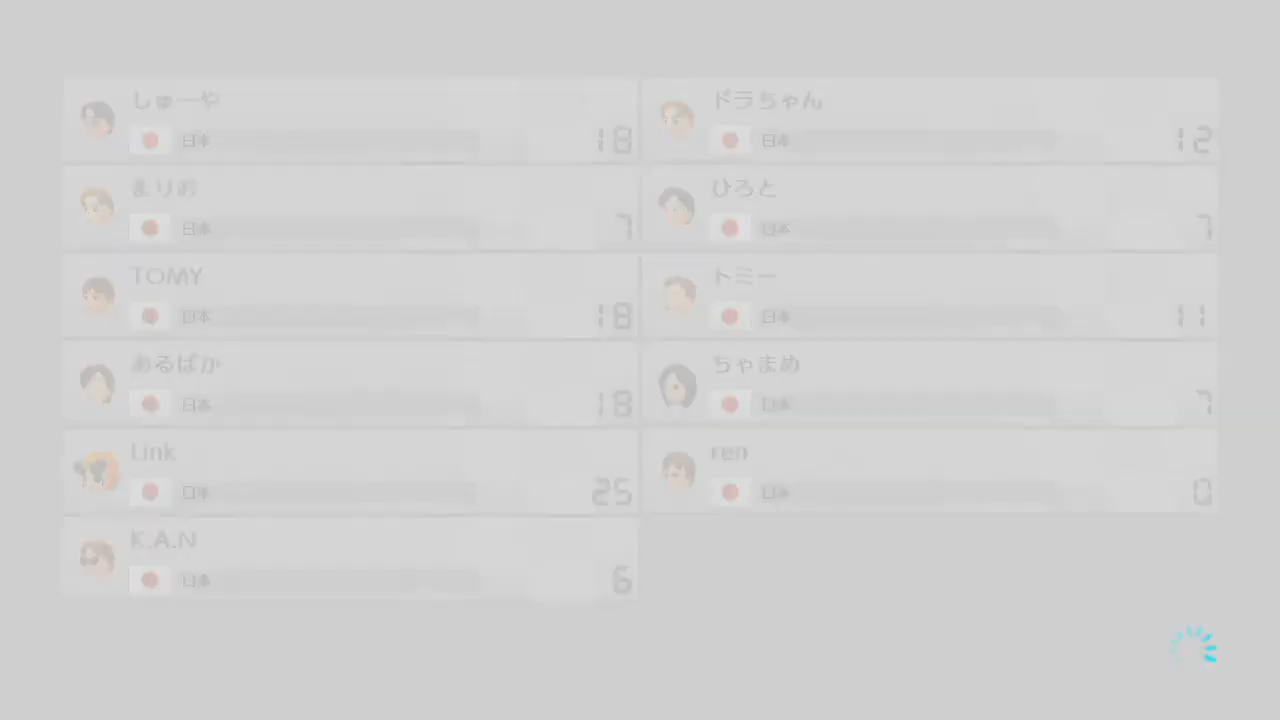 しゅーや
日本 18
ドラちゃん
日本 12
まりお
日本 7
ひろと
日本 7
TOMY
日本 18
トミー
日本 11
あるぱか
日本 18
ちゃまめ
日本 7
Link
日本 25
ren
日本 0
K.A.N
日本 6